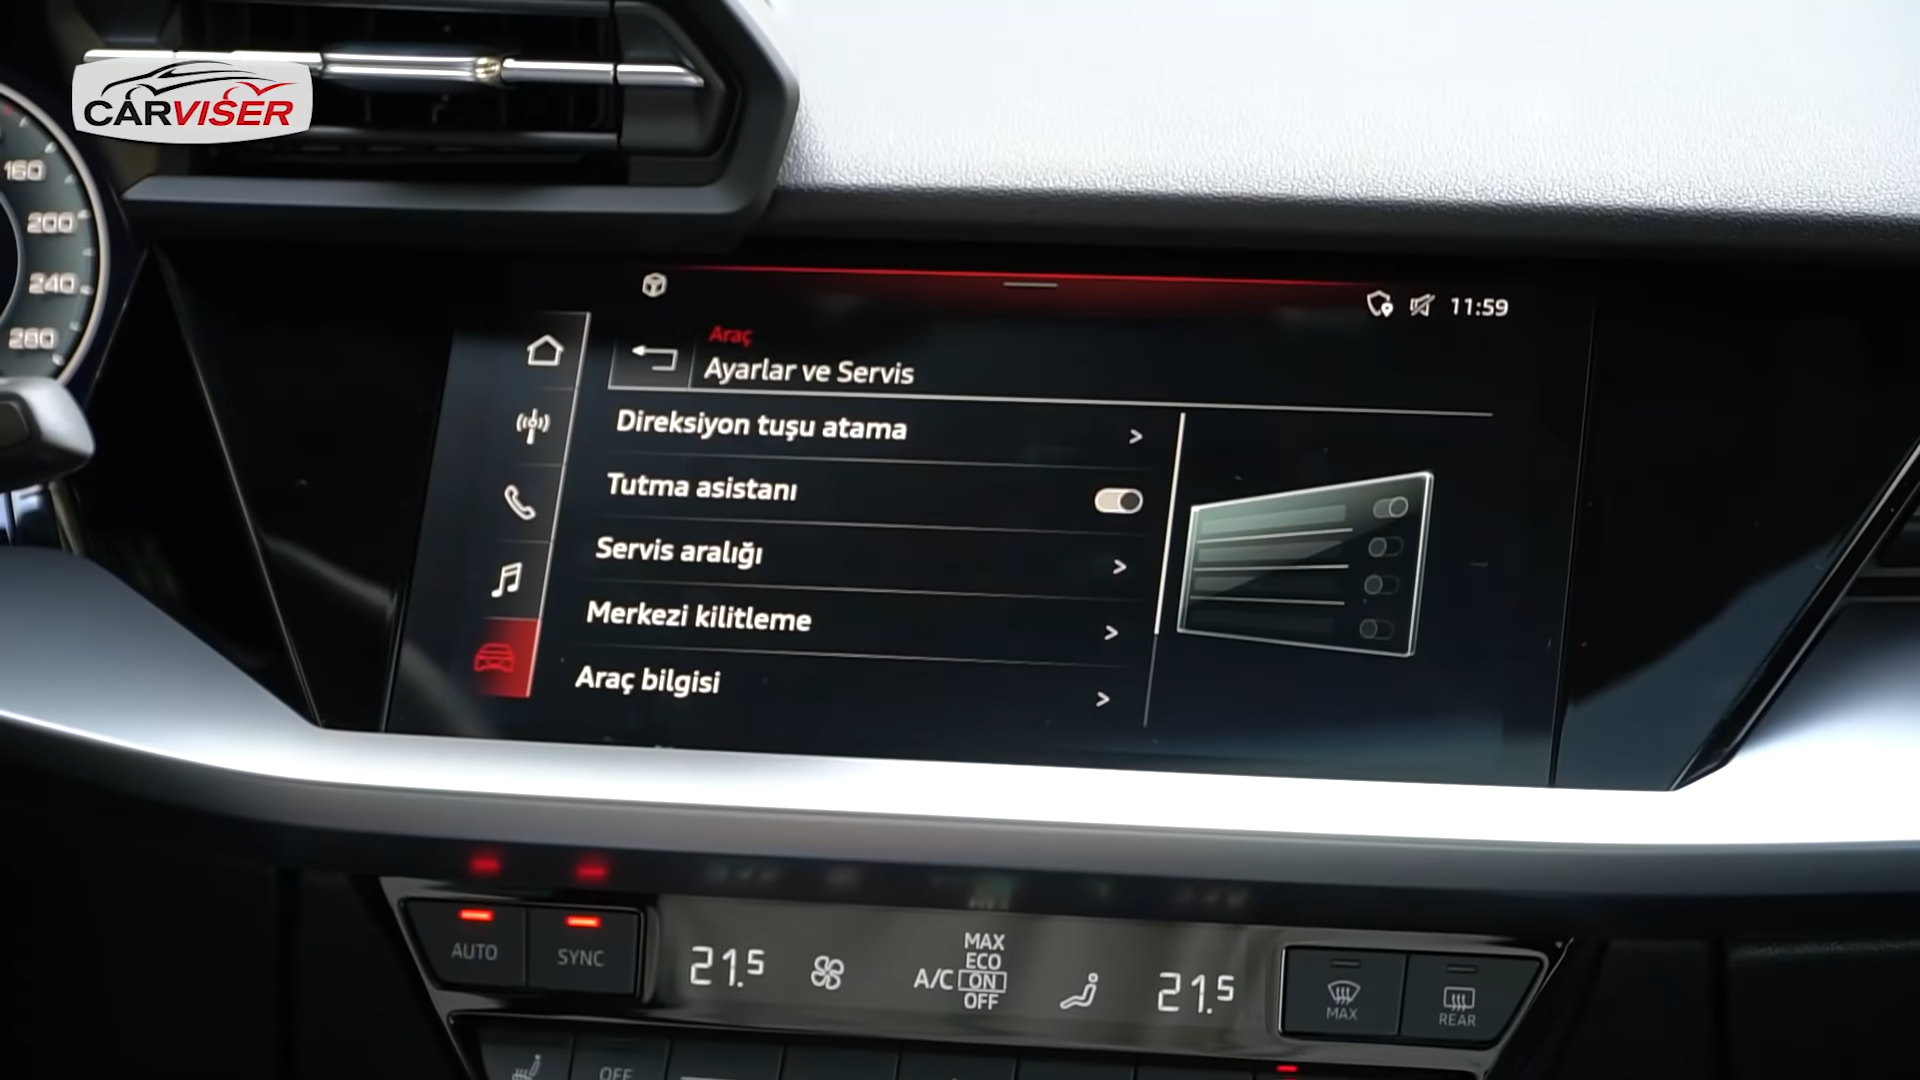 CARVISER
160
200
240
280
11:59
Araç
Ayarlar ve Servis
Direksiyon tuşu atama
Tutma asistanı
Servis aralığı
Merkezi kilitleme
Araç bilgisi
AUTO
SYNC
21.5
MAX
ECO
A/C ON
OFF
21.5
MAX
REAR
OFF